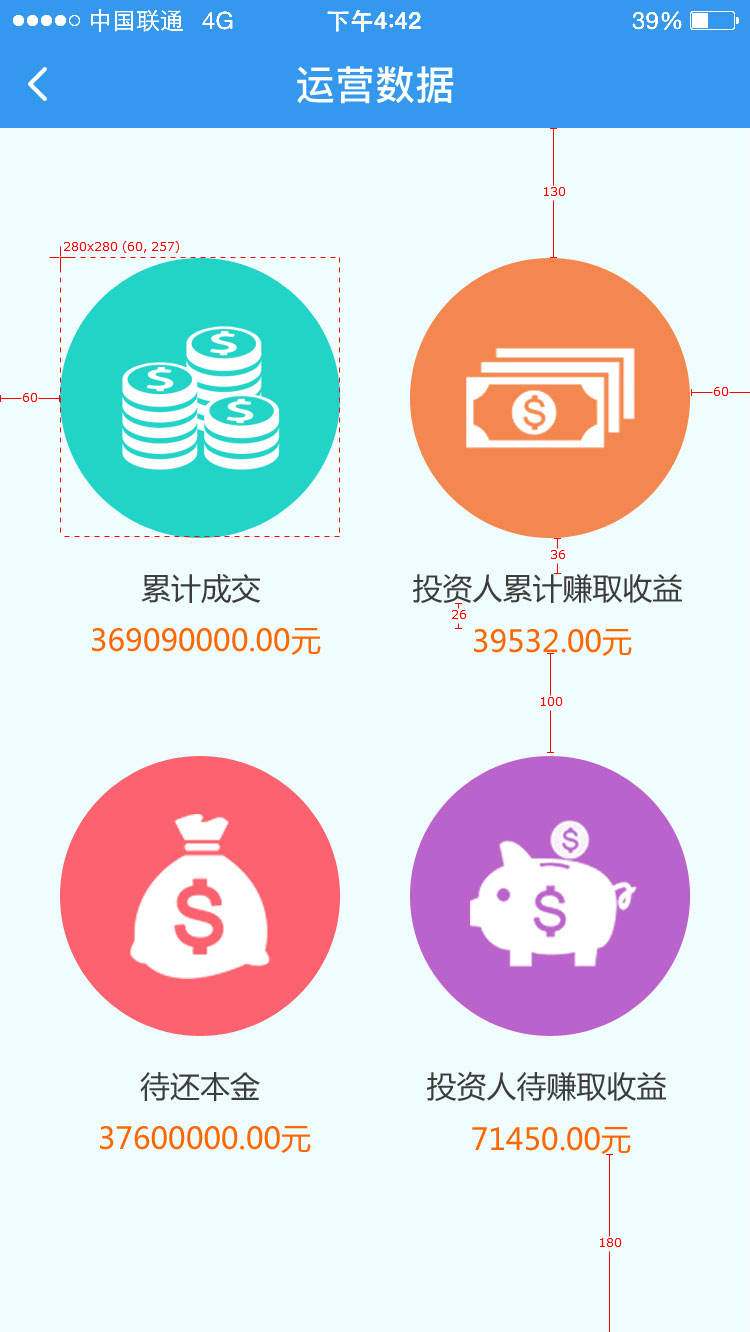 中国联通 4G 下午4:42 39%
运营数据
130
280x280 (60, 257)
$ $ $ $
60 60
36
累计成交 投资人累计赚取收益
26
369090000.00元 39532.00元
100
$ $ $
待还本金 投资人待赚取收益
37600000.00元 71450.00元
180